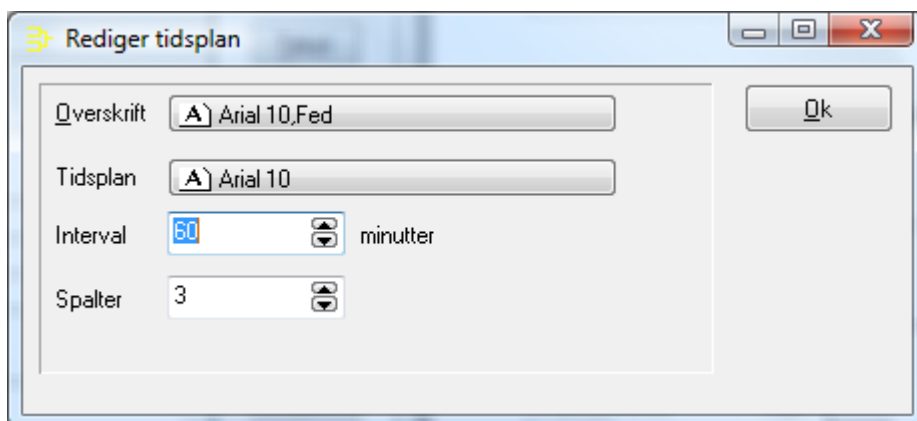 Rediger tidsplan
Overskrift Arial 10,Fed Ok
Tidsplan Arial 10
Interval 60 minutter
Spalter 3